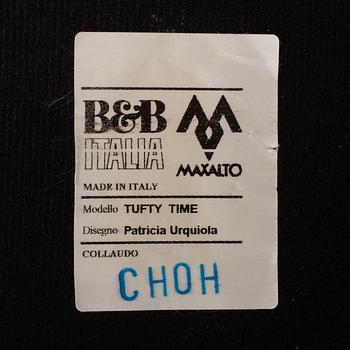 B&B
ITALIA
MAXALTO
MADE IN ITALY
Modello TUFTY TIME
Disegno Patricia Urquiola
COLLAUDO
CHOH